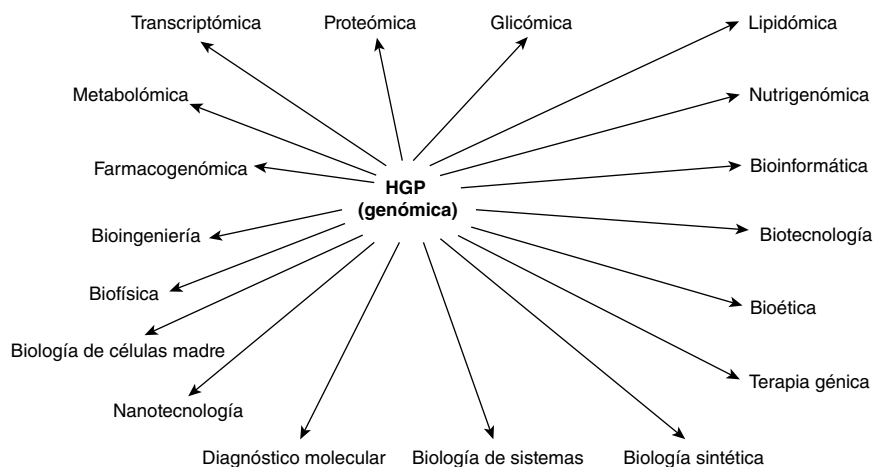 Transcriptómica
Proteómica
Glicómica
Lipidómica
Metabolómica
Nutrigenómica
Farmacogenómica
Bioinformática
HGP
(genómica)
Bioingeniería
Biotecnología
Biofísica
Bioética
Biología de células madre
Terapia génica
Nanotecnología
Diagnóstico molecular
Biología de sistemas
Biología sintética